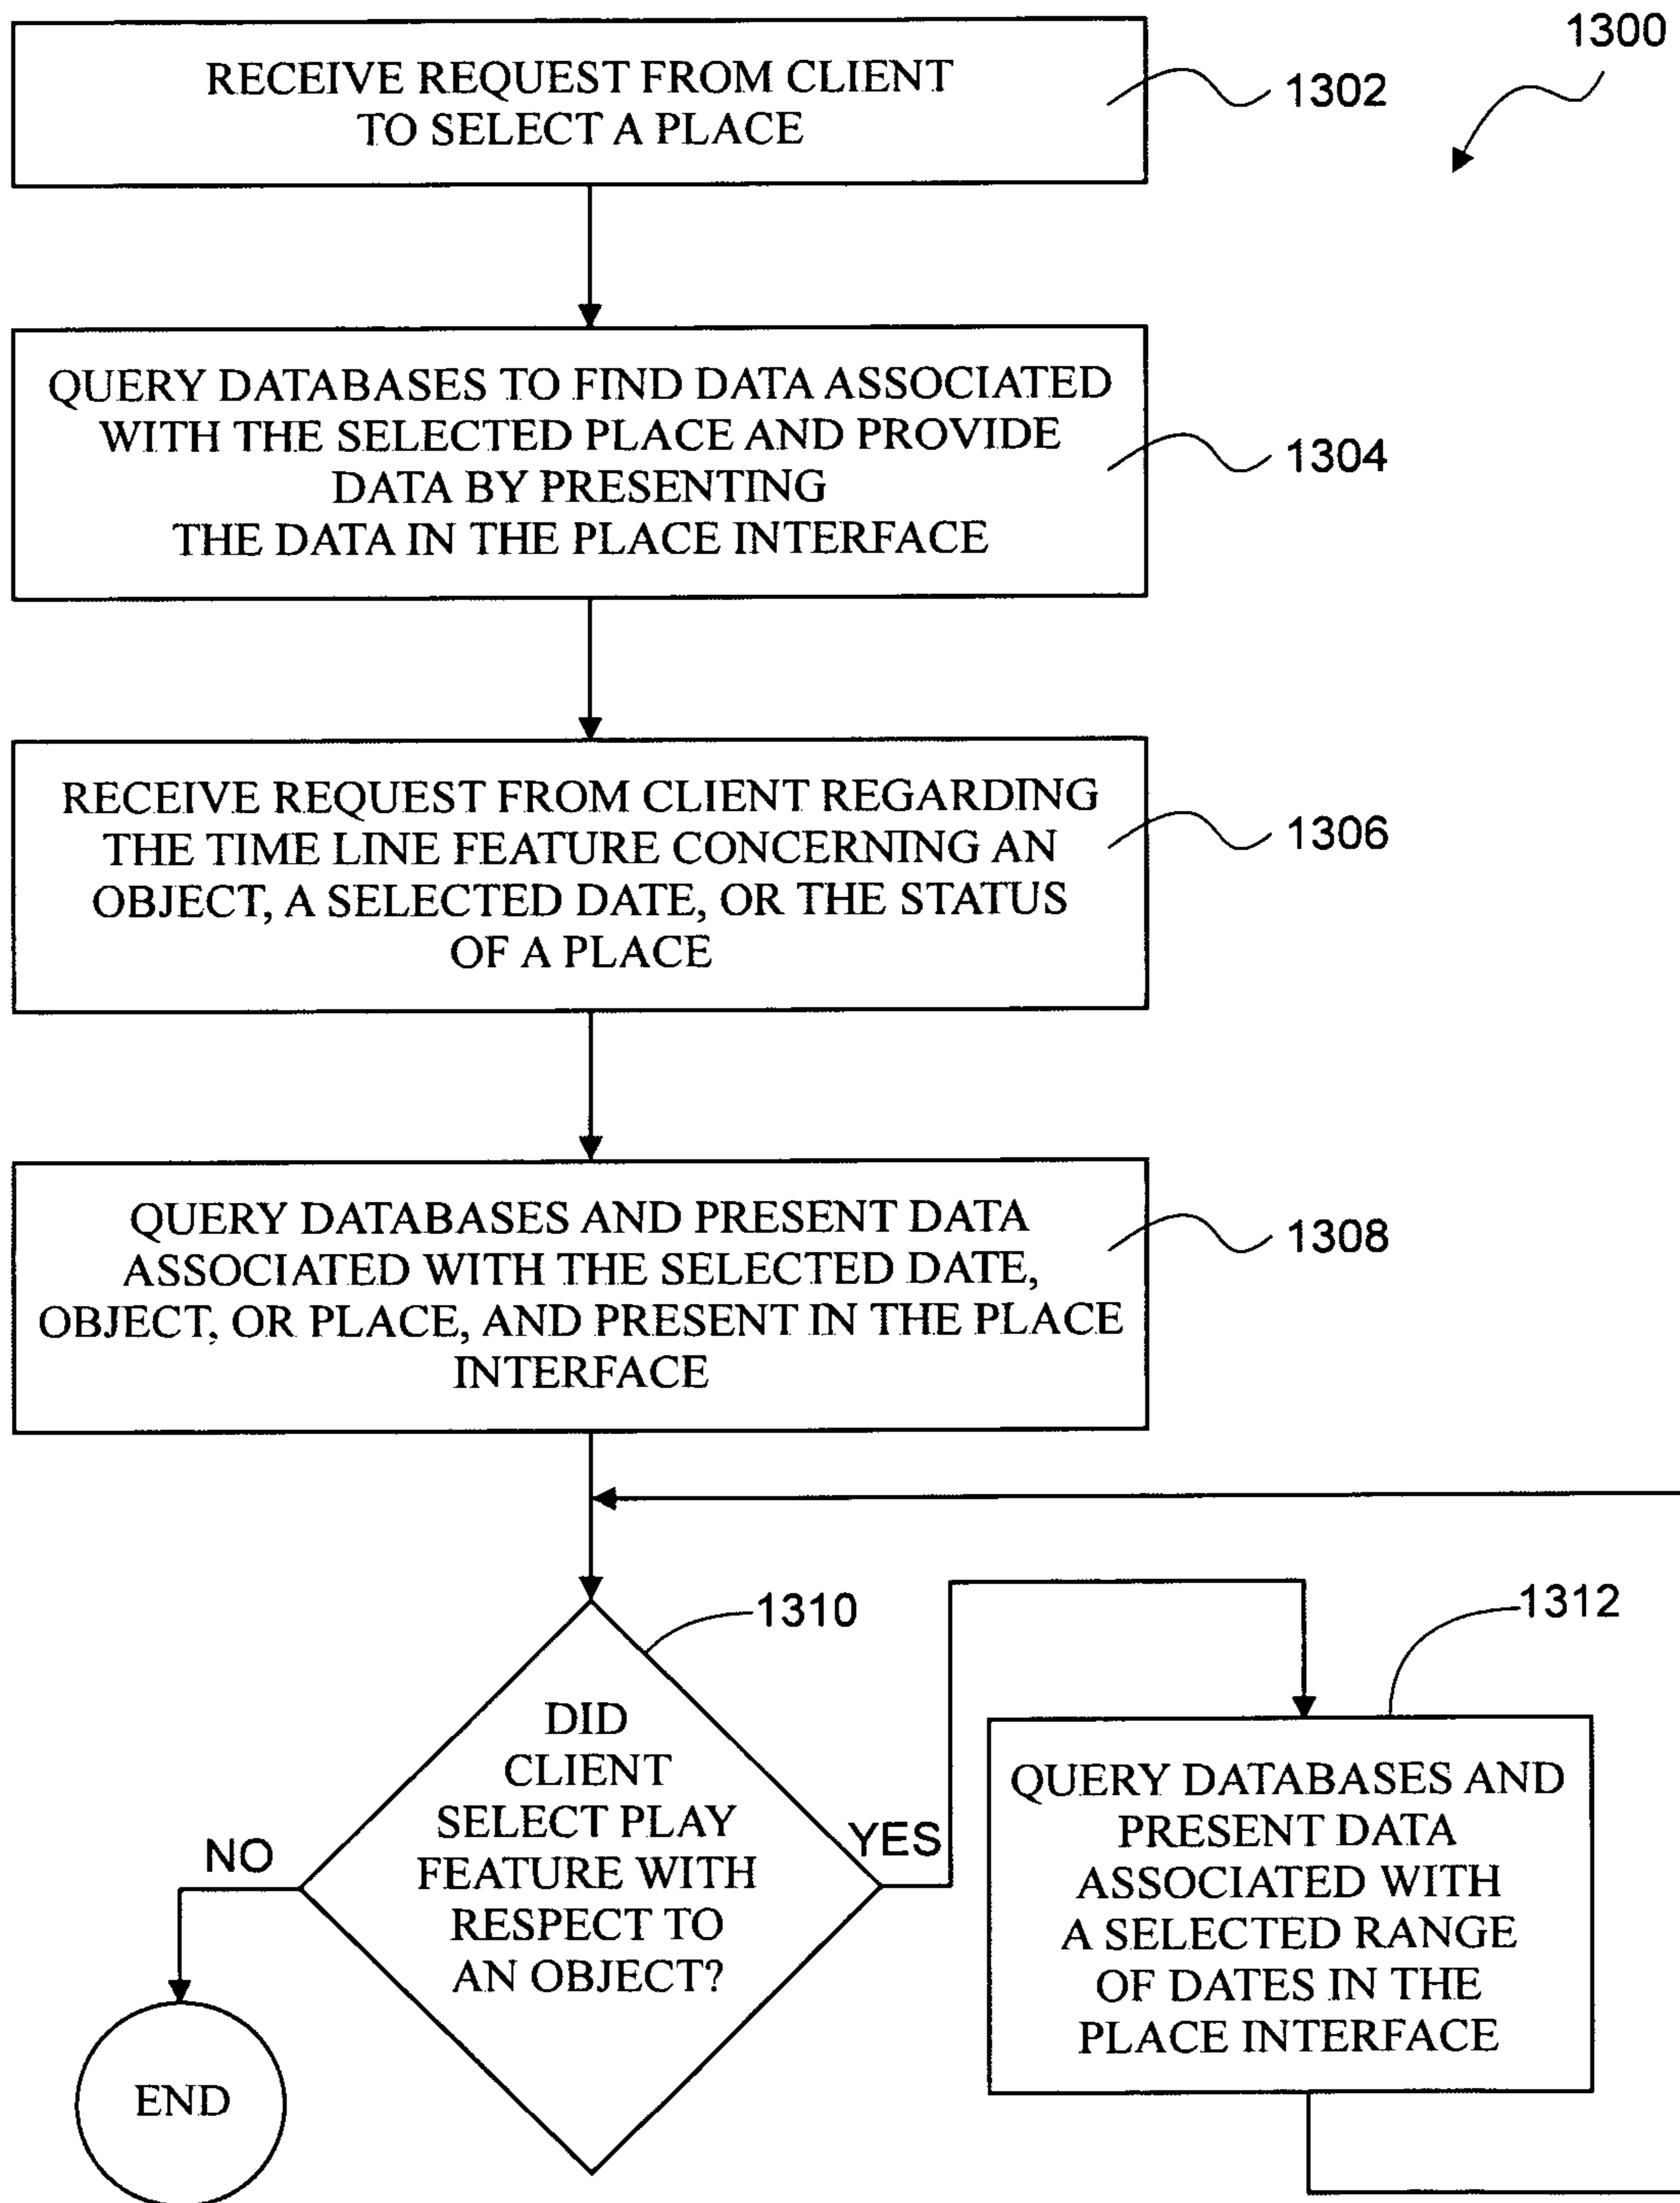 1300
RECEIVE REQUEST FROM CLIENT
TO SELECT A PLACE
1302
QUERY DATABASES TO FIND DATA ASSOCIATED
WITH THE SELECTED PLACE AND PROVIDE
DATA BY PRESENTING
THE DATA IN THE PLACE INTERFACE
1304
RECEIVE REQUEST FROM CLIENT REGARDING
THE TIME LINE FEATURE CONCERNING AN
OBJECT, A SELECTED DATE, OR THE STATUS
OF A PLACE
1306
QUERY DATABASES AND PRESENT DATA
ASSOCIATED WITH THE SELECTED DATE,
OBJECT, OR PLACE, AND PRESENT IN THE PLACE
INTERFACE
1308
1310
DID
CLIENT
SELECT PLAY
FEATURE WITH
RESPECT TO
AN OBJECT?
NO
YES
1312
QUERY DATABASES AND
PRESENT DATA
ASSOCIATED WITH
A SELECTED RANGE
OF DATES IN THE
PLACE INTERFACE
END